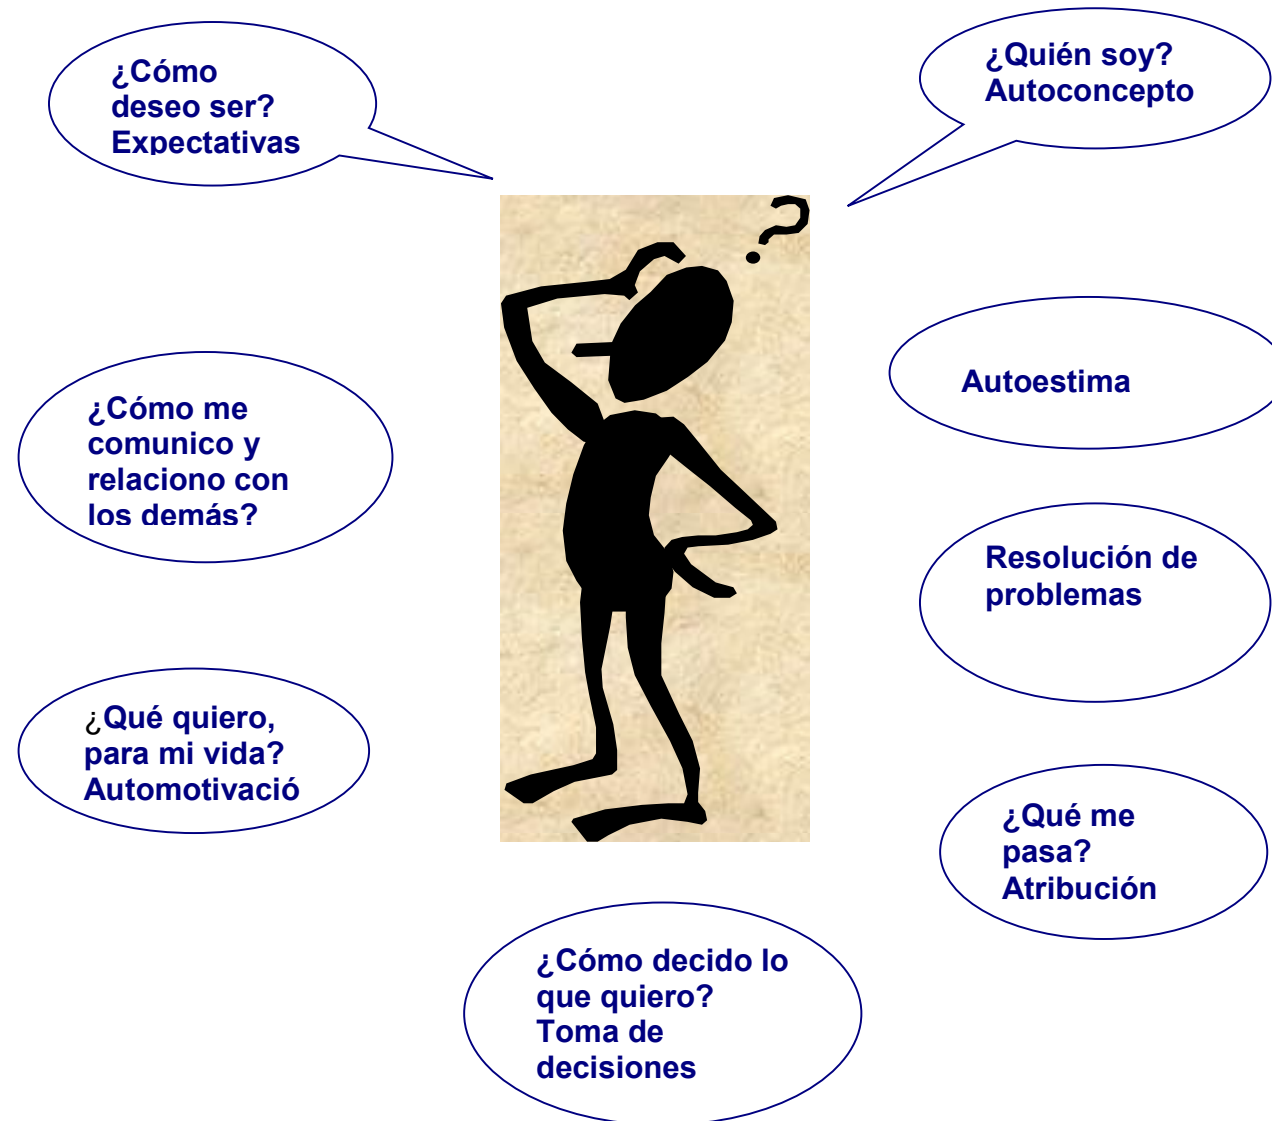 ¿Cómo
deseo ser?
Expectativas
¿Quién soy?
Autoconcepto
Autoestima
¿Cómo me
comunico y
relaciono con
los demás?
Resolución de
problemas
¿Qué quiero,
para mi vida?
Automotivació
¿Qué me
pasa?
Atribución
¿Cómo decido lo
que quiero?
Toma de
decisiones
?